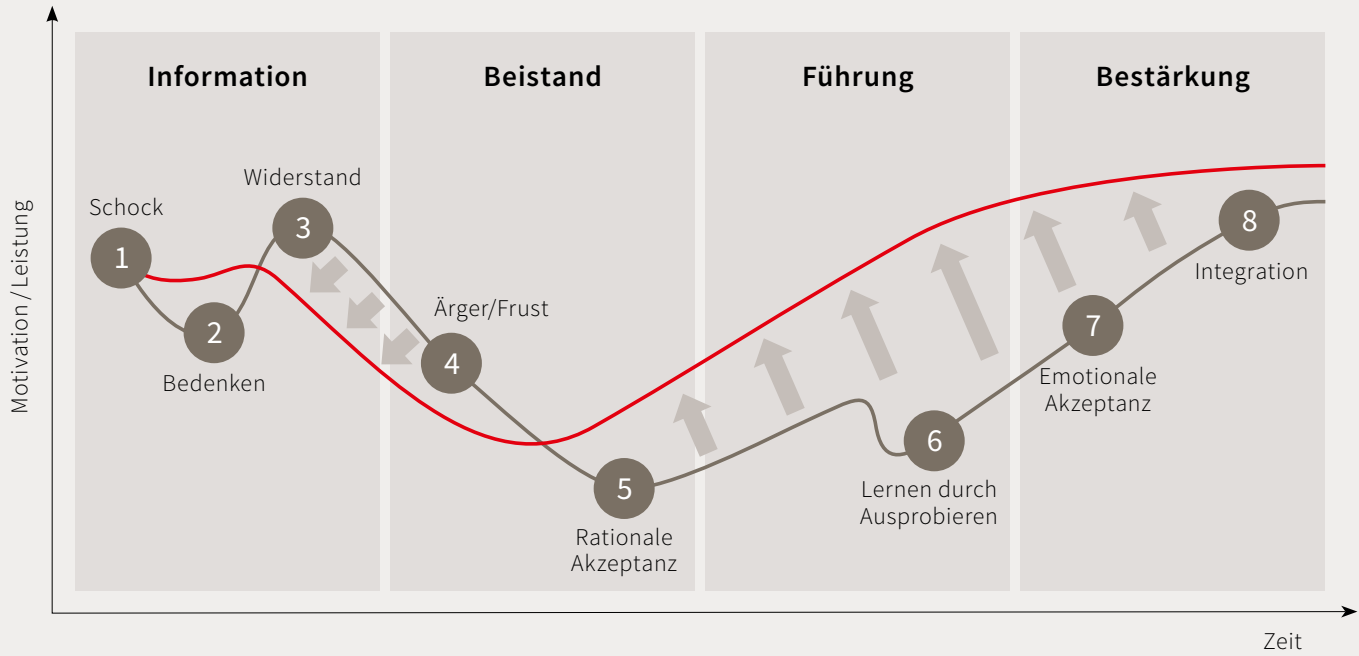 Information
Beistand
Führung
Bestärkung
Motivation / Leistung
Schock
1
2
Bedenken
Widerstand
3
Ärger/Frust
4
5
Rationale
Akzeptanz
6
Lernen durch
Ausprobieren
7
Emotionale
Akzeptanz
8
Integration
Zeit